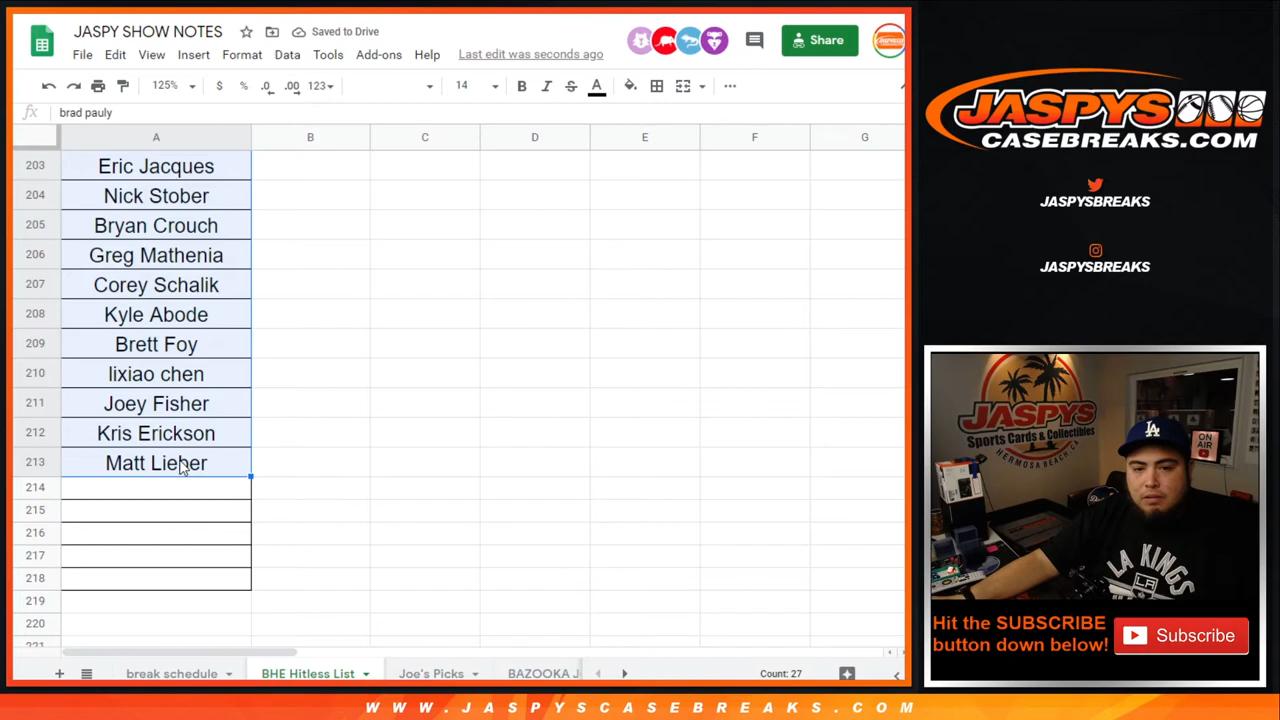 JASPY SHOW NOTES
Saved to Drive
File Edit View Insert Format Data Tools Add-ons Help Last edit was seconds ago
Share
125% $ % .0 .00 123 14 B I S A
fx brad pauly
A B C D E F G
203 Eric Jacques
204 Nick Stober
205 Bryan Crouch
206 Greg Mathenia
207 Corey Schalik
208 Kyle Abode
209 Brett Foy
210 lixiao chen
211 Joey Fisher
212 Kris Erickson
213 Matt Lieber
214
215
216
217
218
219
220
221
break schedule BHE Hitless List Joe's Picks BAZOOKA J Count: 27
JASPYS
CASEBREAKS.COM
JASPYSBREAKS
JASPYSBREAKS
JASPYS
Sports Cards & Collectibles
HERMOSA BEACH, CA
ON AIR
LA
LA KINGS
LA
Hit the SUBSCRIBE
button down below!
Subscribe
WWW.JASPYSCASEBREAKS.COM